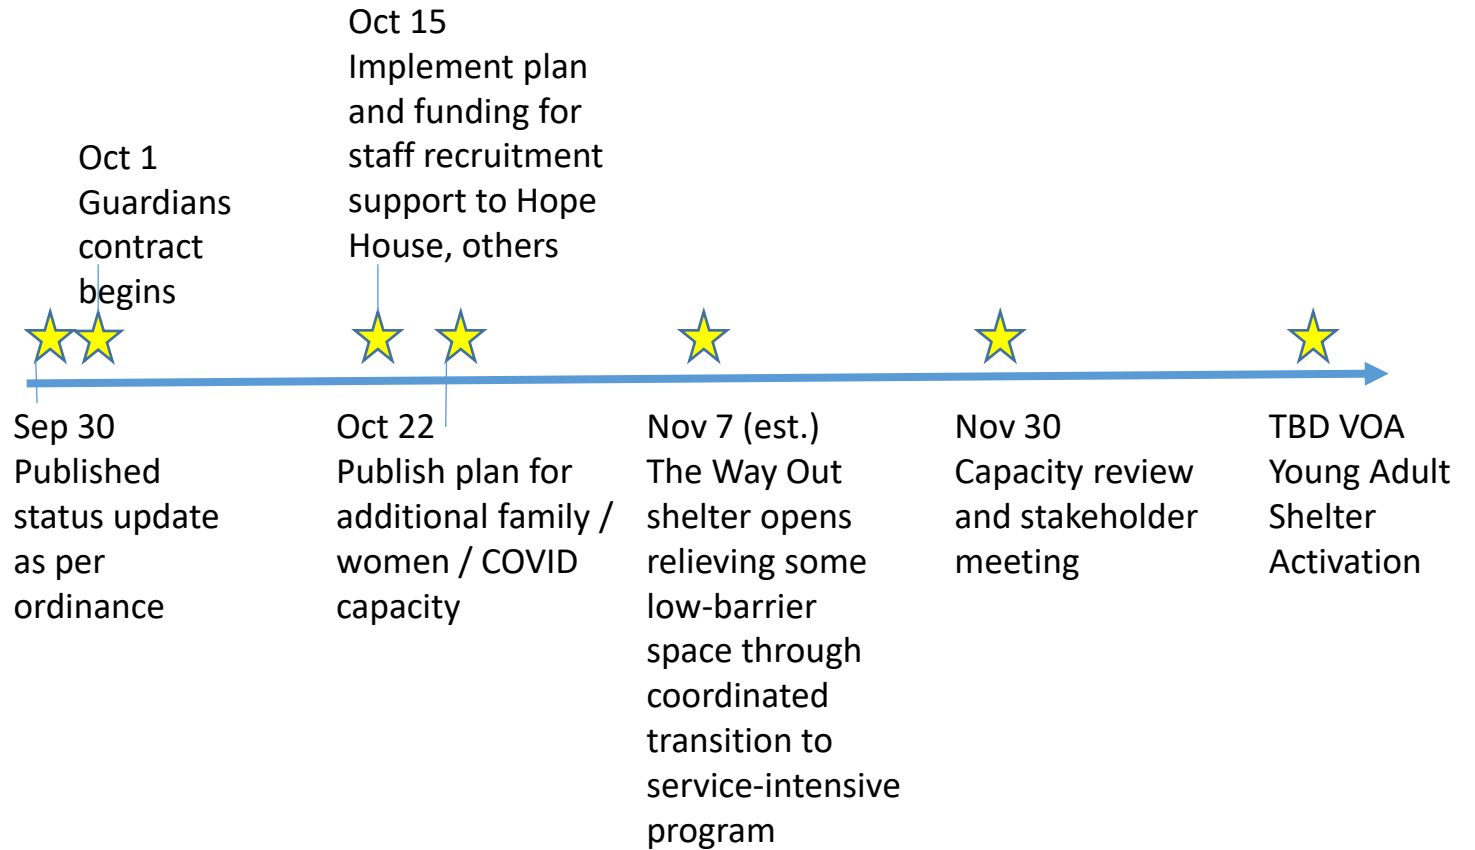 Oct 15
Implement plan
and funding for
staff recruitment
support to Hope
House, others
Oct 1
Guardians
contract
begins
Sep 30
Published
status update
as per
ordinance
Oct 22
Publish plan for
additional family /
women / COVID
capacity
Nov 7 (est.)
The Way Out
shelter opens
relieving some
low-barrier
space through
coordinated
transition to
service-intensive
program
Nov 30
Capacity review
and stakeholder
meeting
TBD VOA
Young Adult
Shelter
Activation